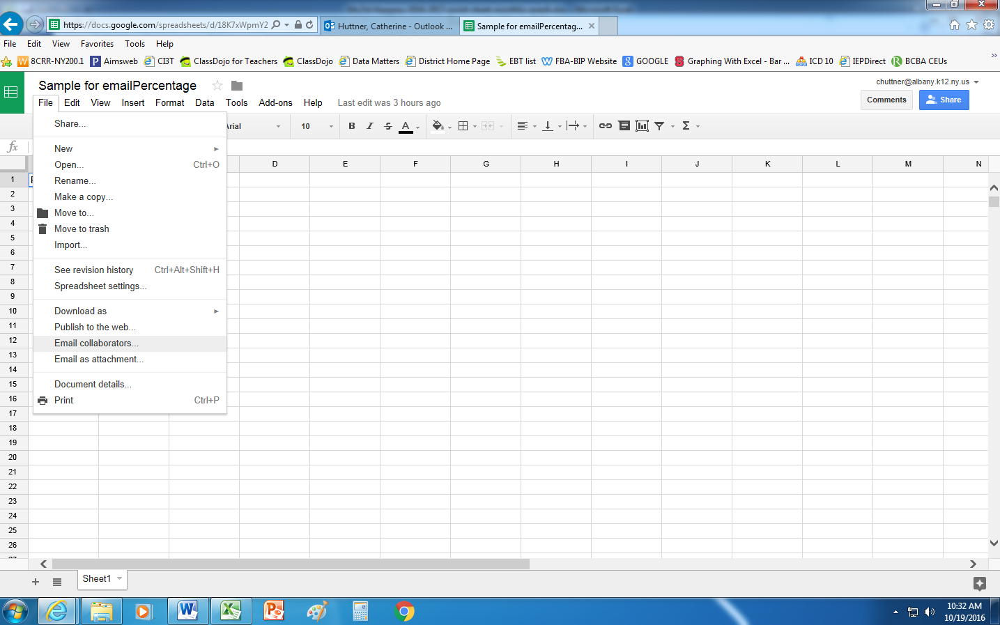 https://docs.google.com/spreadsheets/d/18K7xWpmY2
Huttner, Catherine - Outlook ...
Sample for emailPercentag...
File Edit View Favorites Tools Help
8CRR-NY200.1 Aimsweb CI3T ClassDojo for Teachers ClassDojo Data Matters District Home Page EBT list FBA-BIP Website GOOGLE Graphing With Excel - Bar ... ICD 10 IEPDirect BCBA CEUs
Sample for emailPercentage
chuttner@albany.k12.ny.us
File Edit View Insert Format Data Tools Add-ons Help Last edit was 3 hours ago
Comments Share
Share...
Arial 10 B I S A Σ
fx
New
Open... Ctrl+O
Rename...
Make a copy...
Move to...
Move to trash
Import...
See revision history Ctrl+Alt+Shift+H
Spreadsheet settings...
Download as
Publish to the web...
Email collaborators...
Email as attachment...
Document details...
Print Ctrl+P
D E F G H I J K L M N
1
2
3
4
5
6
7
8
9
10
11
12
13
14
15
16
17
18
19
20
21
22
23
24
25
26
Sheet1
10:32 AM
10/19/2016